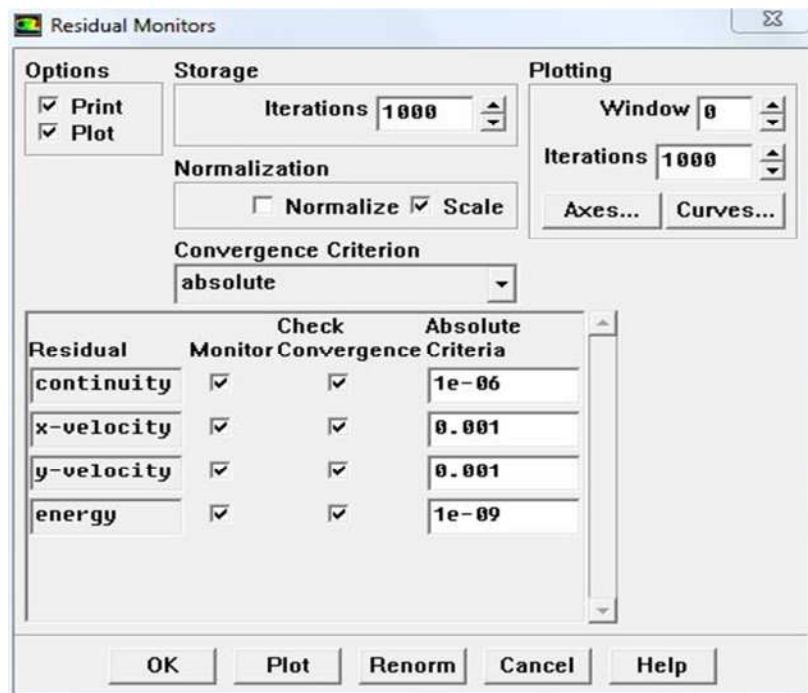 Residual Monitors
Options
Print
Plot
Storage
Iterations 1000
Normalization
Normalize Scale
Convergence Criterion
absolute
Plotting
Window 0
Iterations 1000
Axes... Curves...
Residual Monitor Check Convergence Absolute Criteria
continuity 1e-06
x-velocity 0.001
y-velocity 0.001
energy 1e-09
OK Plot Renorm Cancel Help